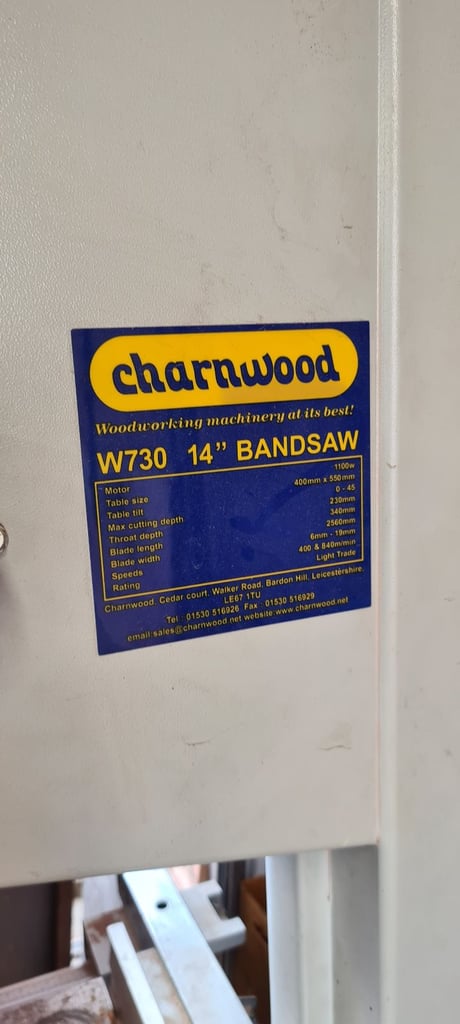 charnwood
Woodworking machinery at its best!
W730 14” BANDSAW
Motor 1100w
Table size 400mm x 550mm
Table tilt 0 - 45
Max cutting depth 230mm
Throat depth 340mm
Blade length 2560mm
Blade width 6mm - 19mm
Speeds 400 & 840m/min
Rating Light Trade
Charnwood, Cedar court, Walker Road, Bardon Hill, Leicestershire,
LE67 1TU
Tel : 01530 516926 Fax : 01530 516929
email:sales@charnwood.net website:www.charnwood.net